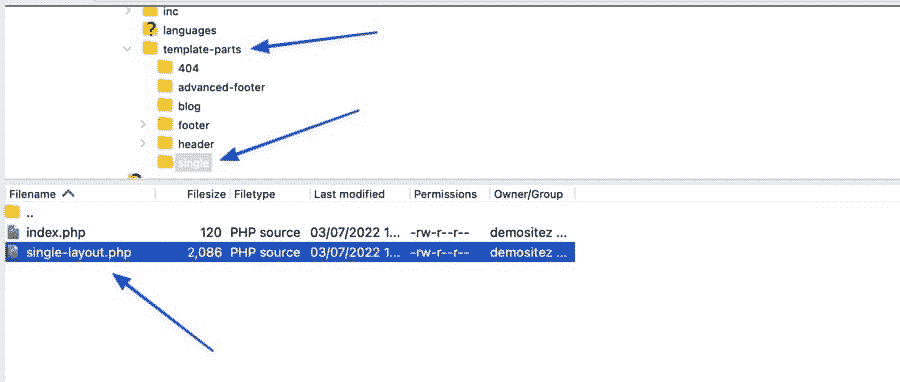 inc
languages
template-parts
404
advanced-footer
blog
footer
header
single
Filename Filesize Filetype Last modified Permissions Owner/Group
..
index.php 120 PHP source 03/07/2022 1... -rw-r--r-- demositez ...
single-layout.php 2,086 PHP source 03/07/2022 1... -rw-r--r-- demositez ...